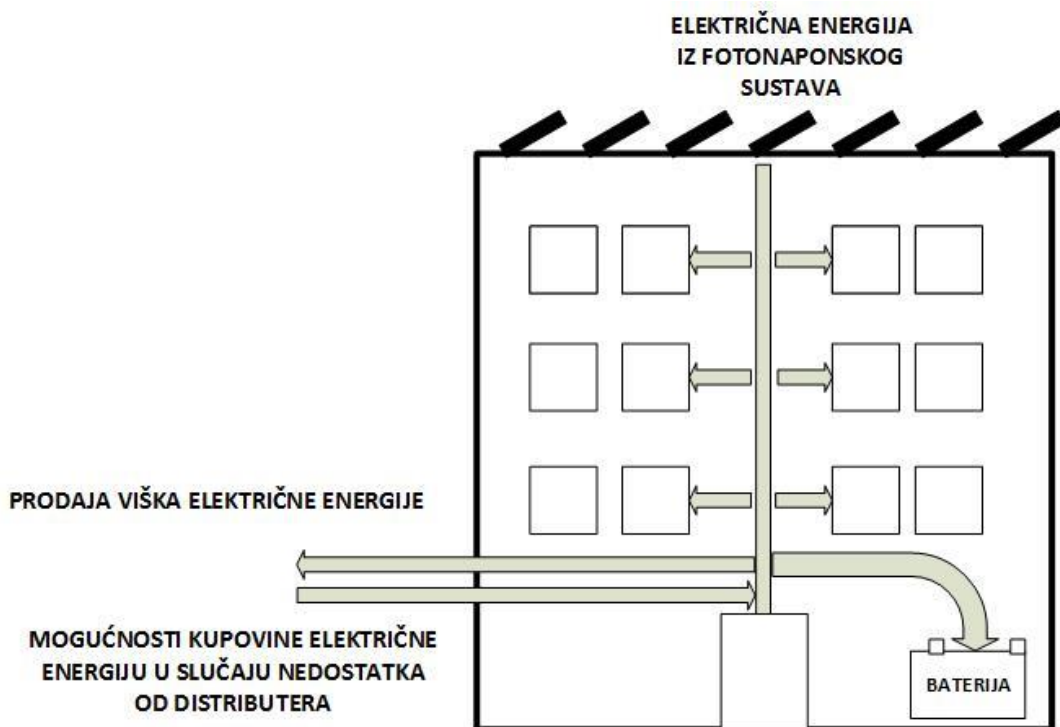 ELEKTRIČNA ENERGIJA
IZ FOTONAPONSKOG
SUSTAVA
PRODAJA VIŠKA ELEKTRIČNE ENERGIJE
MOGUĆNOSTI KUPOVINE ELEKTRIČNE
ENERGIJU U SLUČAJU NEDOSTATKA
OD DISTRIBUTERA
BATERIJA